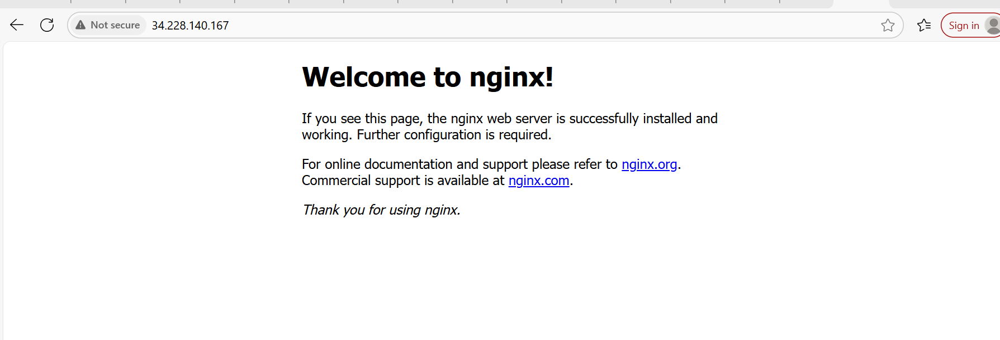 Not secure
34.228.140.167
Sign in
Welcome to nginx!
If you see this page, the nginx web server is successfully installed and
working. Further configuration is required.
For online documentation and support please refer to nginx.org.
Commercial support is available at nginx.com.
Thank you for using nginx.